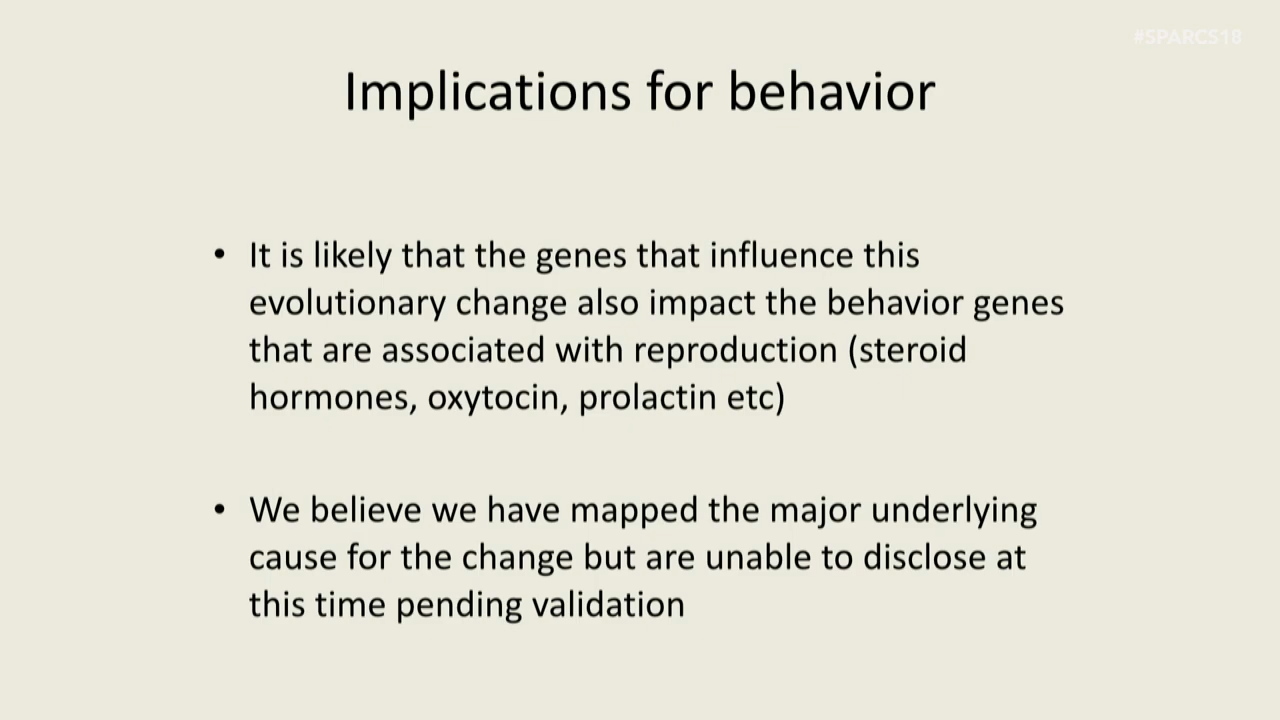 #SPARCS18
Implications for behavior
• It is likely that the genes that influence this
evolutionary change also impact the behavior genes
that are associated with reproduction (steroid
hormones, oxytocin, prolactin etc)
• We believe we have mapped the major underlying
cause for the change but are unable to disclose at
this time pending validation